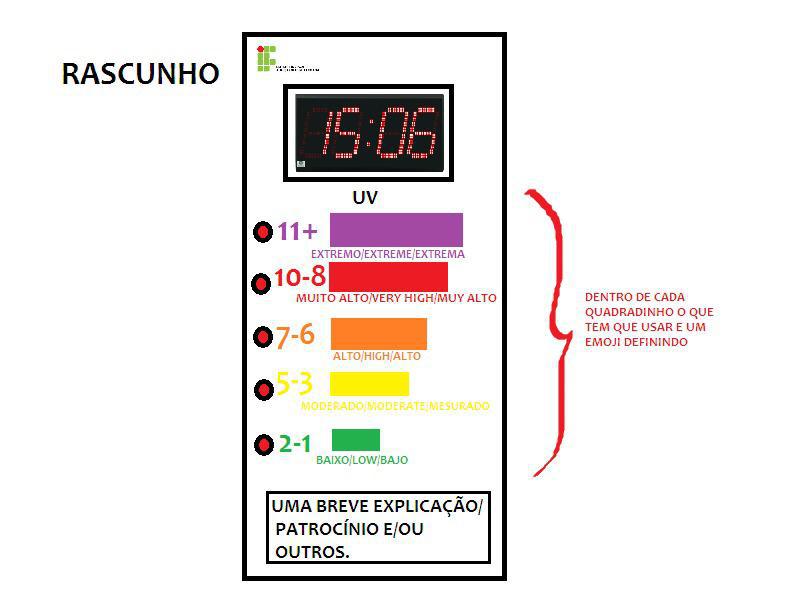 RASCUNHO
15:06
UV
11+
EXTREMO/EXTREME/EXTREMA
10-8
MUITO ALTO/VERY HIGH/MUY ALTO
7-6
ALTO/HIGH/ALTO
5-3
MODERADO/MODERATE/MESURADO
2-1
BAIXO/LOW/BAJO
UMA BREVE EXPLICAÇÃO/
PATROCÍNIO E/OU
OUTROS.
DENTRO DE CADA
QUADRADINHO O QUE
TEM QUE USAR E UM
EMOJI DEFININDO